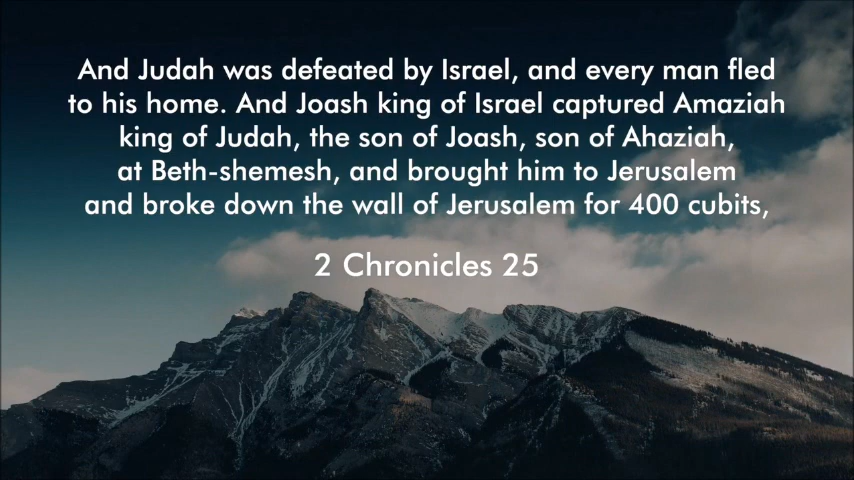 And Judah was defeated by Israel, and every man fled
to his home. And Joash king of Israel captured Amaziah
king of Judah, the son of Joash, son of Ahaziah,
at Beth-shemesh, and brought him to Jerusalem
and broke down the wall of Jerusalem for 400 cubits,
2 Chronicles 25